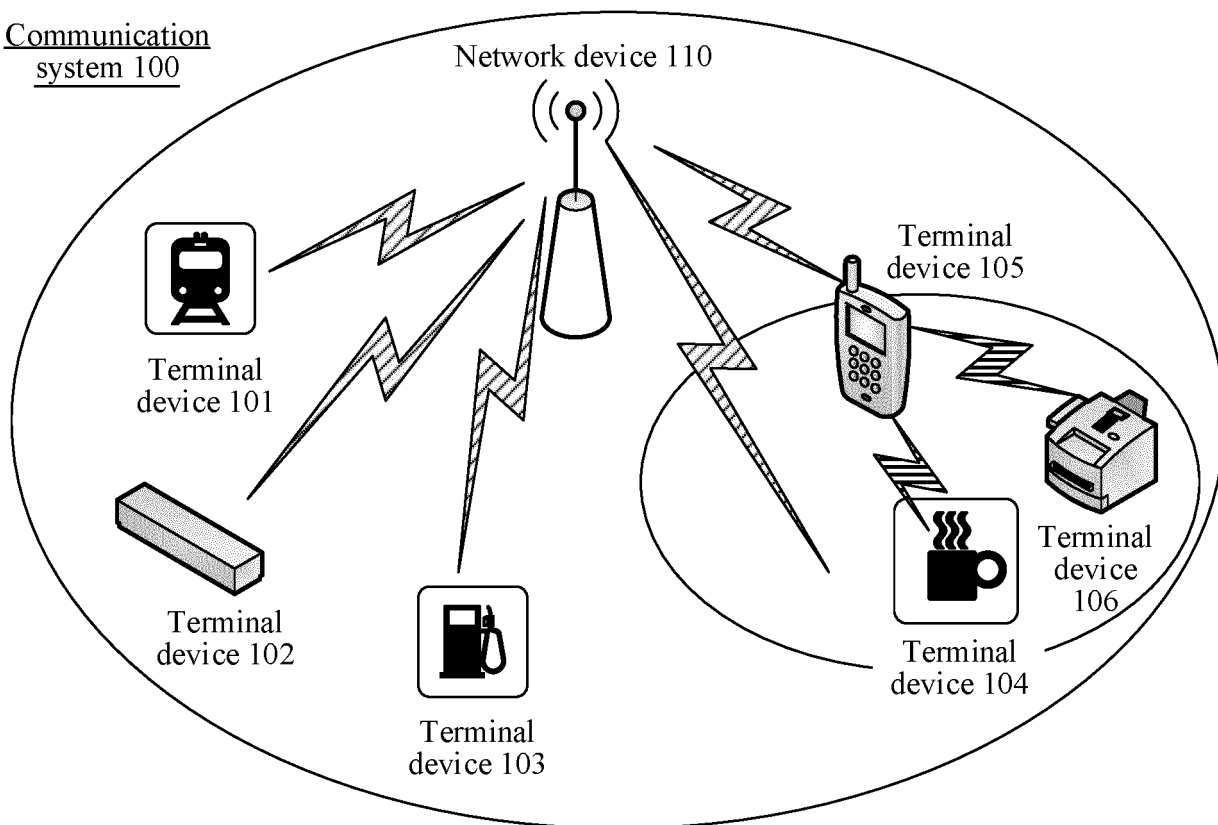 Communication
system 100
Network device 110
Terminal
device 105
Terminal
device 101
Terminal
device
106
Terminal
device 102
Terminal
device 104
Terminal
device 103